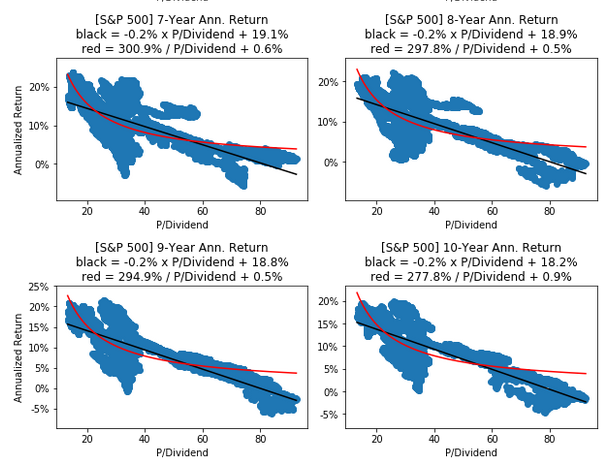 P/Dividend P/Dividend
[S&P 500] 7-Year Ann. Return
black = -0.2% x P/Dividend + 19.1%
red = 300.9% / P/Dividend + 0.6%
20%
10%
0%
Annualized Return
20 40 60 80
P/Dividend
[S&P 500] 8-Year Ann. Return
black = -0.2% x P/Dividend + 18.9%
red = 297.8% / P/Dividend + 0.5%
20%
10%
0%
20 40 60 80
P/Dividend
[S&P 500] 9-Year Ann. Return
black = -0.2% x P/Dividend + 18.8%
red = 294.9% / P/Dividend + 0.5%
25%
20%
15%
10%
5%
0%
-5%
Annualized Return
20 40 60 80
P/Dividend
[S&P 500] 10-Year Ann. Return
black = -0.2% x P/Dividend + 18.2%
red = 277.8% / P/Dividend + 0.9%
20%
15%
10%
5%
0%
-5%
20 40 60 80
P/Dividend